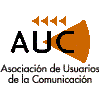 AUC
Asociación de Usuarios
de la Comunicación